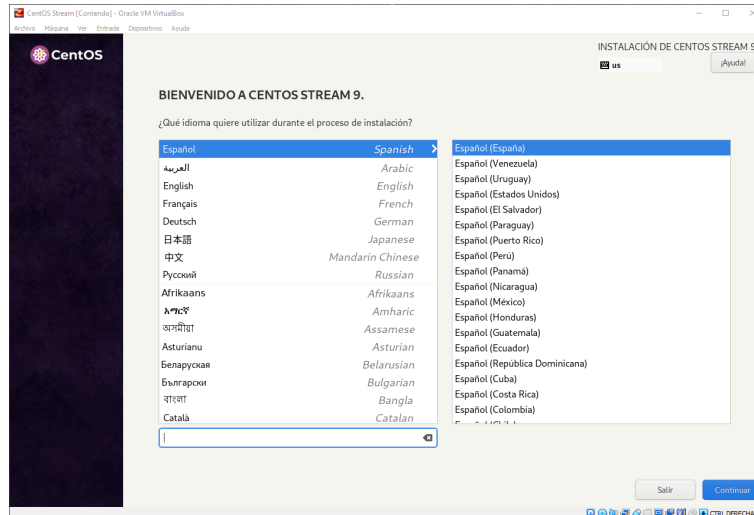 CentOS Stream [Corriendo] - Oracle VM VirtualBox
Archivo Máquina Ver Entrada Dispositivos Ayuda
CentOS
INSTALACIÓN DE CENTOS STREAM 9
us
¡Ayuda!
BIENVENIDO A CENTOS STREAM 9.
¿Qué idioma quiere utilizar durante el proceso de instalación?
Español Spanish
العربية Arabic
English English
Français French
Deutsch German
日本語 Japanese
中文 Mandarin Chinese
Русский Russian
Afrikaans Afrikaans
አማርኛ Amharic
অসমীয়া Assamese
Asturianu Asturian
Беларуская Belarusian
Български Bulgarian
বাংলা Bangla
Català Catalan
Español (España)
Español (Venezuela)
Español (Uruguay)
Español (Estados Unidos)
Español (El Salvador)
Español (Paraguay)
Español (Puerto Rico)
Español (Perú)
Español (Panamá)
Español (Nicaragua)
Español (México)
Español (Honduras)
Español (Guatemala)
Español (Ecuador)
Español (República Dominicana)
Español (Cuba)
Español (Costa Rica)
Español (Colombia)
Salir
Continuar
CTRL DERECHA